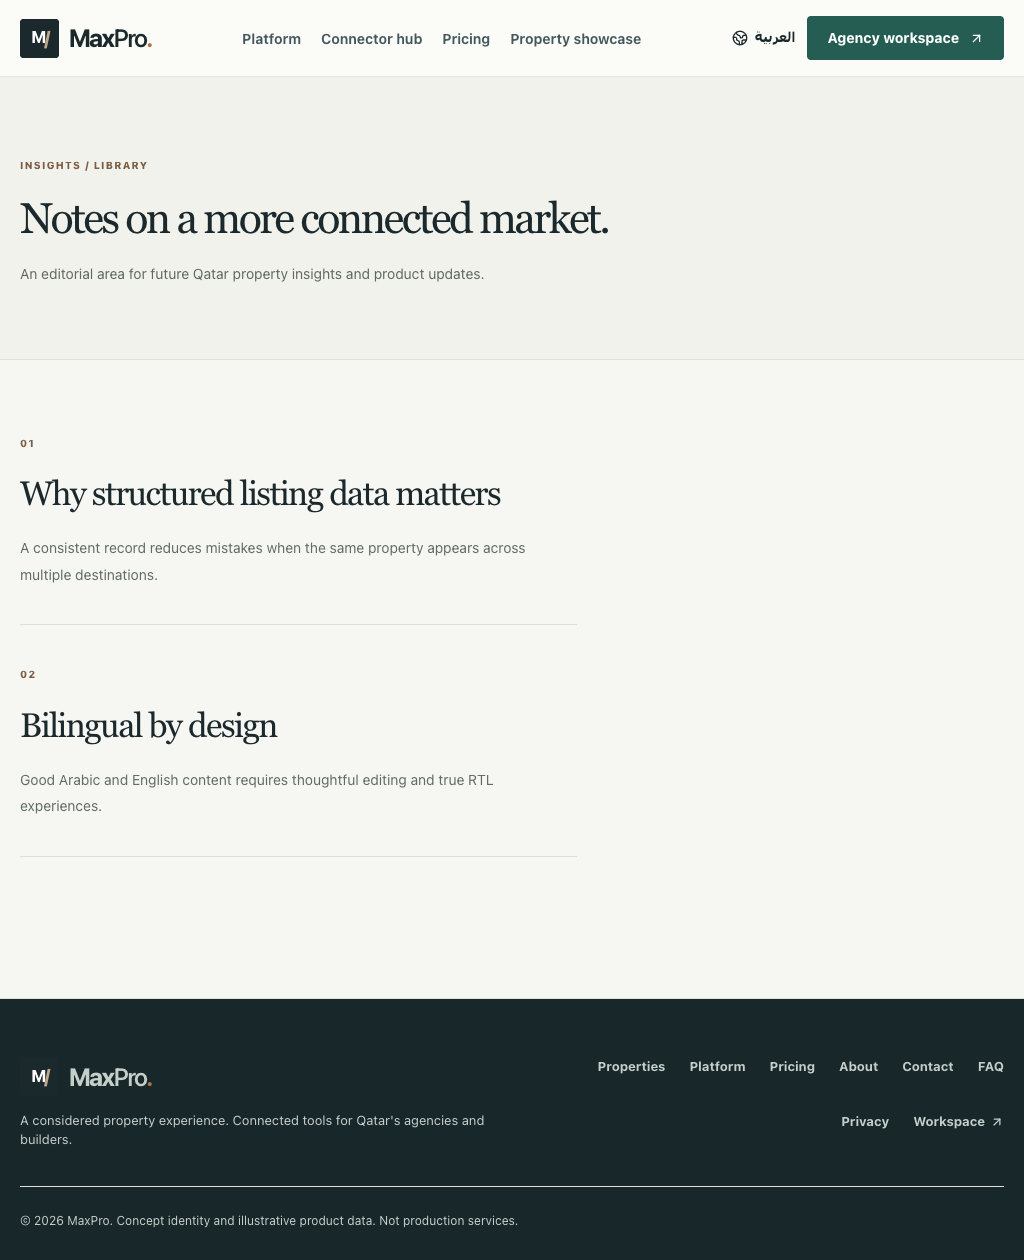 M/ MaxPro.
Platform Connector hub Pricing Property showcase
العربية
Agency workspace
INSIGHTS / LIBRARY
Notes on a more connected market.
An editorial area for future Qatar property insights and product updates.
01
Why structured listing data matters
A consistent record reduces mistakes when the same property appears across
multiple destinations.
02
Bilingual by design
Good Arabic and English content requires thoughtful editing and true RTL
experiences.
M/ MaxPro.
A considered property experience. Connected tools for Qatar's agencies and
builders.
Properties Platform Pricing About Contact FAQ
Privacy Workspace
© 2026 MaxPro. Concept identity and illustrative product data. Not production services.